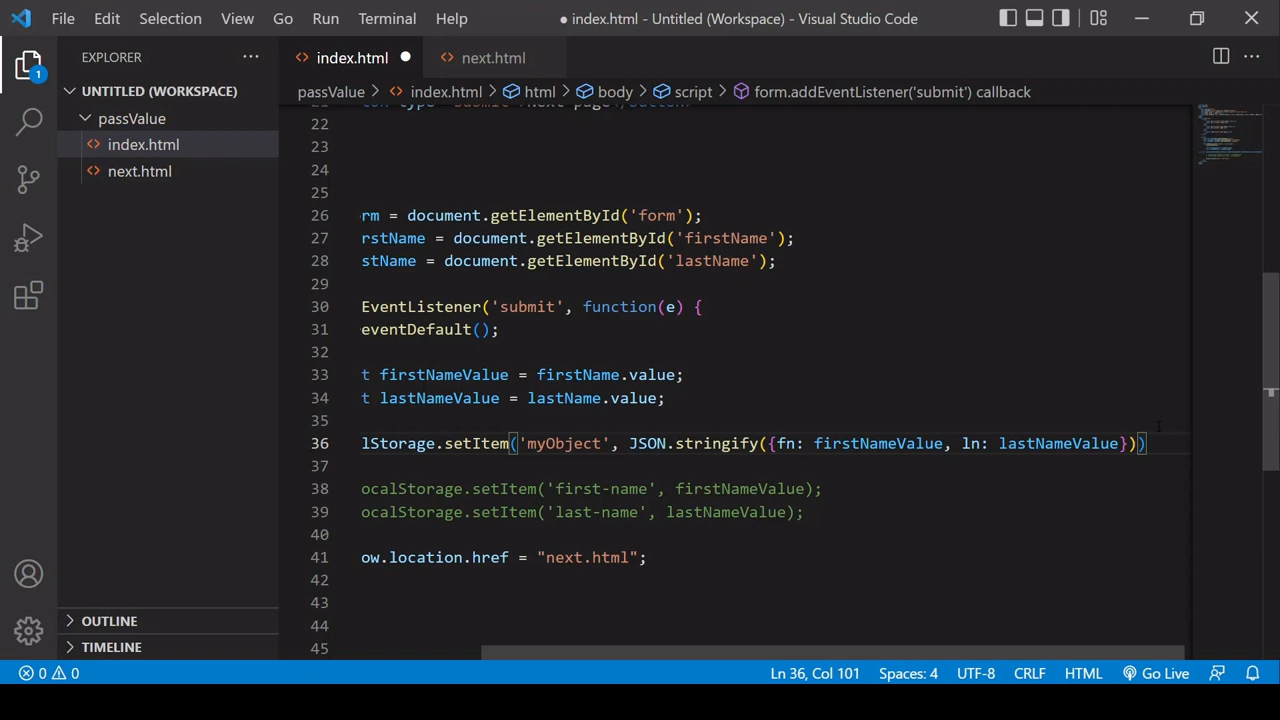 File Edit Selection View Go Run Terminal Help ● index.html - Untitled (Workspace) - Visual Studio Code
EXPLORER ···
1
UNTITLED (WORKSPACE)
passValue
index.html
next.html
OUTLINE
TIMELINE
index.html ● next.html
passValue > index.html > html > body > script > form.addEventListener('submit') callback
22
23
24
25
26 rm = document.getElementById('form');
27 rstName = document.getElementById('firstName');
28 stName = document.getElementById('lastName');
29
30 EventListener('submit', function(e) {
31 eventDefault();
32
33 t firstNameValue = firstName.value;
34 t lastNameValue = lastName.value;
35
36 lStorage.setItem('myObject', JSON.stringify({fn: firstNameValue, ln: lastNameValue}))
37
38 ocalStorage.setItem('first-name', firstNameValue);
39 ocalStorage.setItem('last-name', lastNameValue);
40
41 ow.location.href = "next.html";
42
43
44
45
0 0 Ln 36, Col 101 Spaces: 4 UTF-8 CRLF HTML Go Live